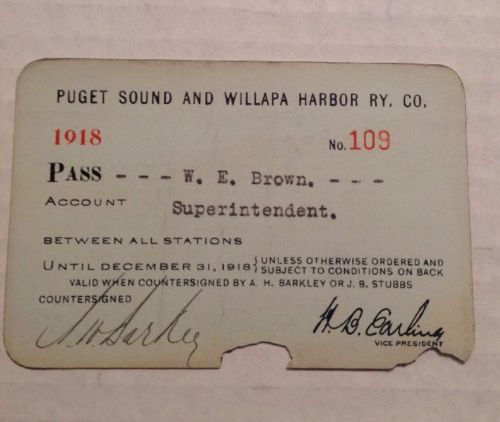 PUGET SOUND AND WILLAPA HARBOR RY. CO.
1918 No. 109
PASS - - - W. E. Brown. - - -
ACCOUNT Superintendent.
BETWEEN ALL STATIONS
UNTIL DECEMBER 31, 1918 { UNLESS OTHERWISE ORDERED AND
SUBJECT TO CONDITIONS ON BACK
VALID WHEN COUNTERSIGNED BY A. H. BARKLEY OR J. B. STUBBS
COUNTERSIGNED
A. H. Barkley H. B. Earling
VICE PRESIDENT